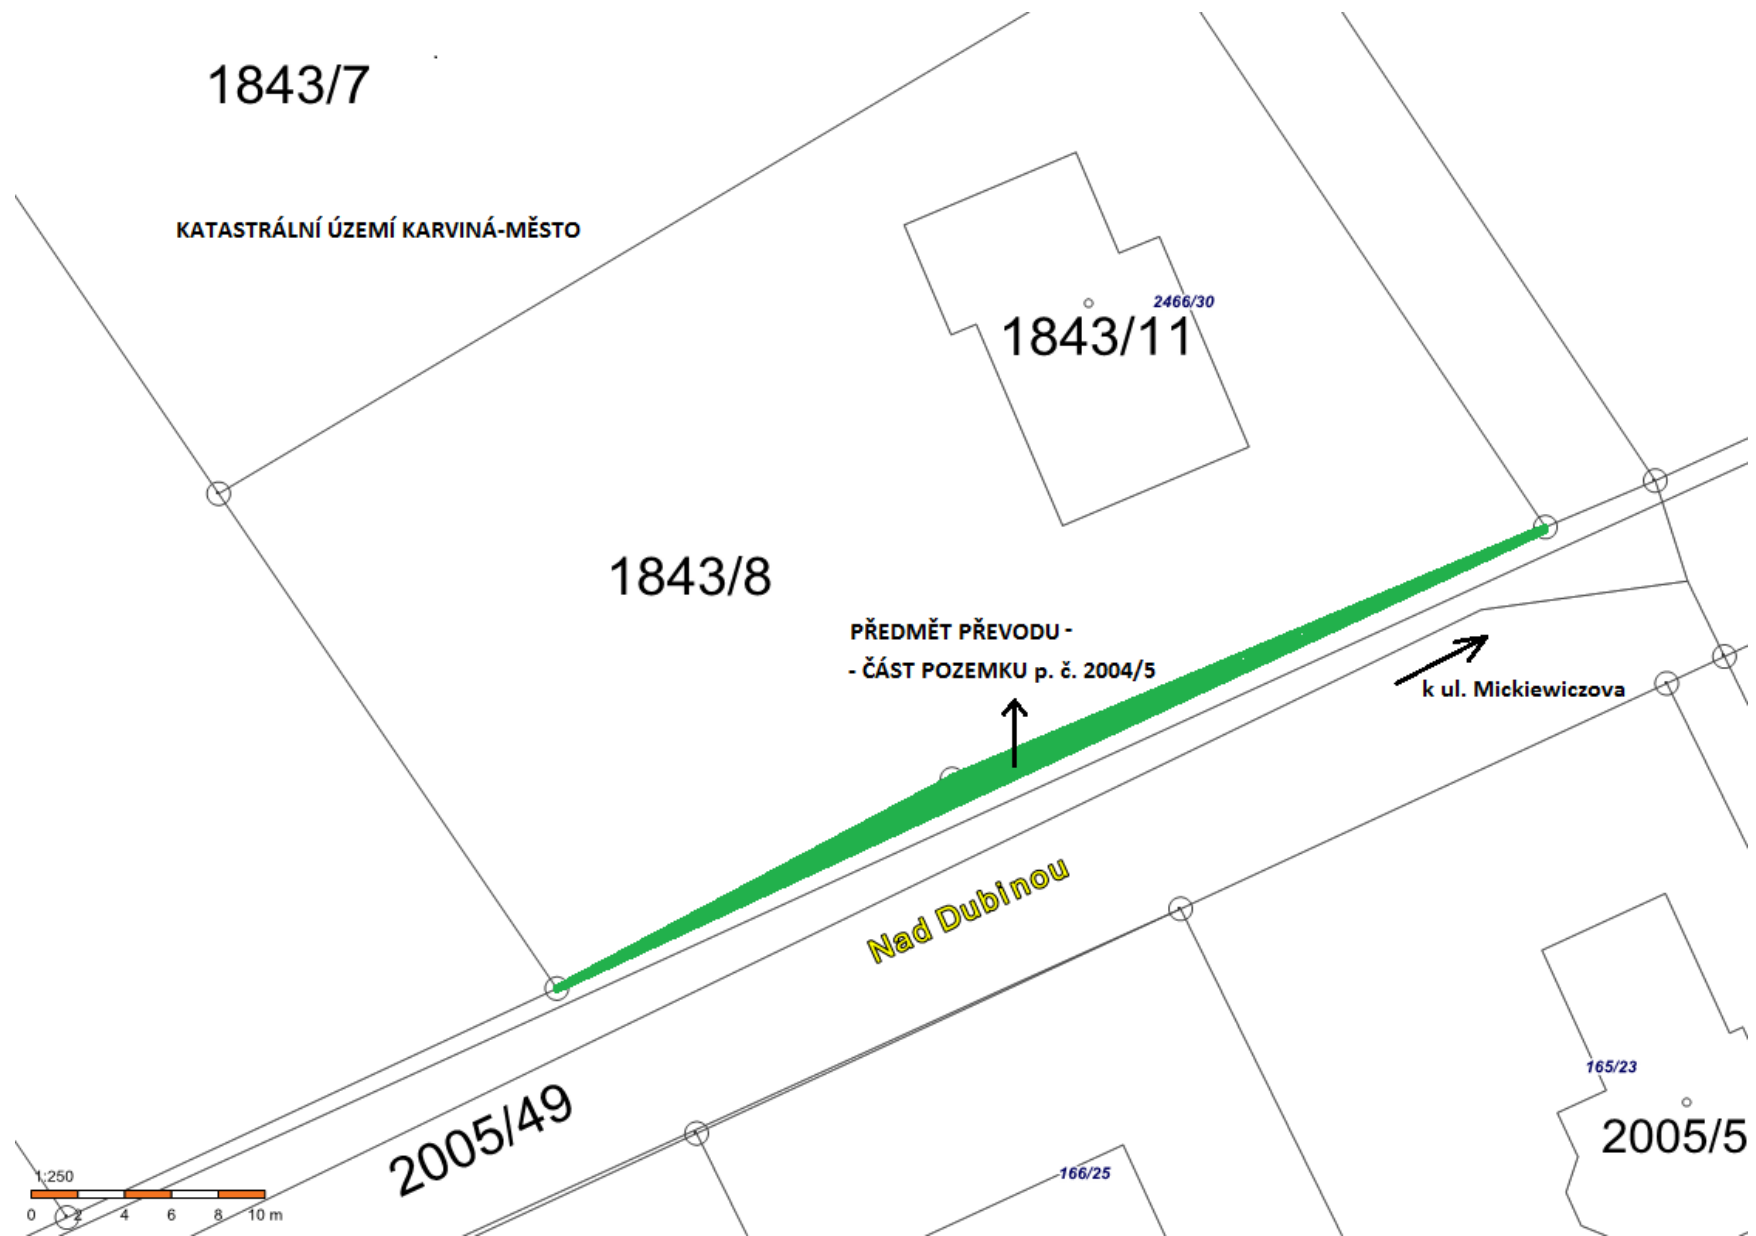 1843/7
KATASTRÁLNÍ ÚZEMÍ KARVINÁ-MĚSTO
2466/30
1843/11
1843/8
PŘEDMĚT PŘEVODU -
- ČÁST POZEMKU p. č. 2004/5
k ul. Mickiewiczova
Nad Dubinou
165/23
2005/49
2005/5
166/25
1:250
0 2 4 6 8 10 m